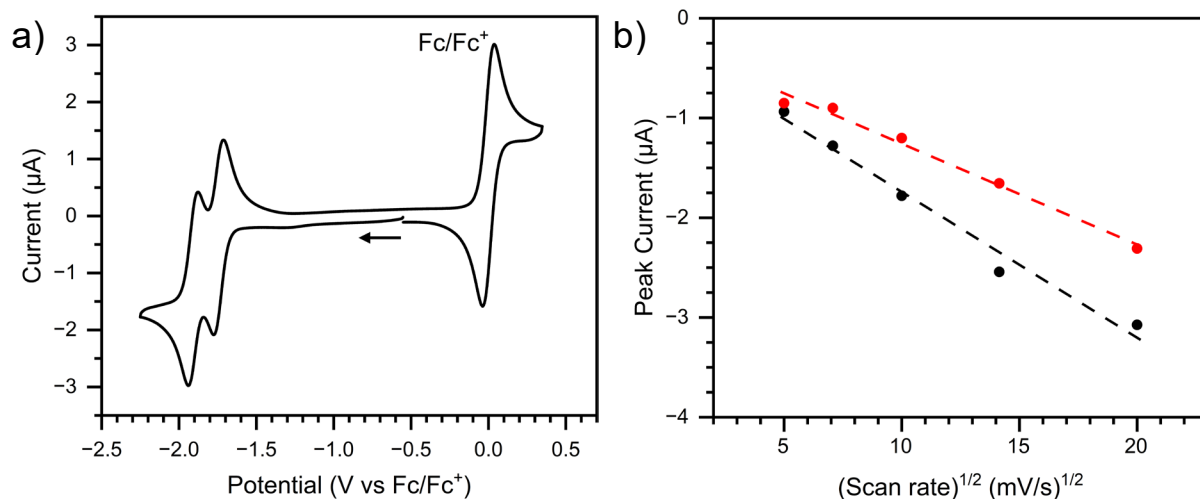 a)
Fc/Fc⁺
3
2
1
0
−1
−2
−3
Current (µA)
−2.5 −2.0 −1.5 −1.0 −0.5 0.0 0.5
Potential (V vs Fc/Fc⁺)
b)
0
−1
−2
−3
−4
Peak Current (µA)
5 10 15 20
(Scan rate)¹/² (mV/s)¹/²